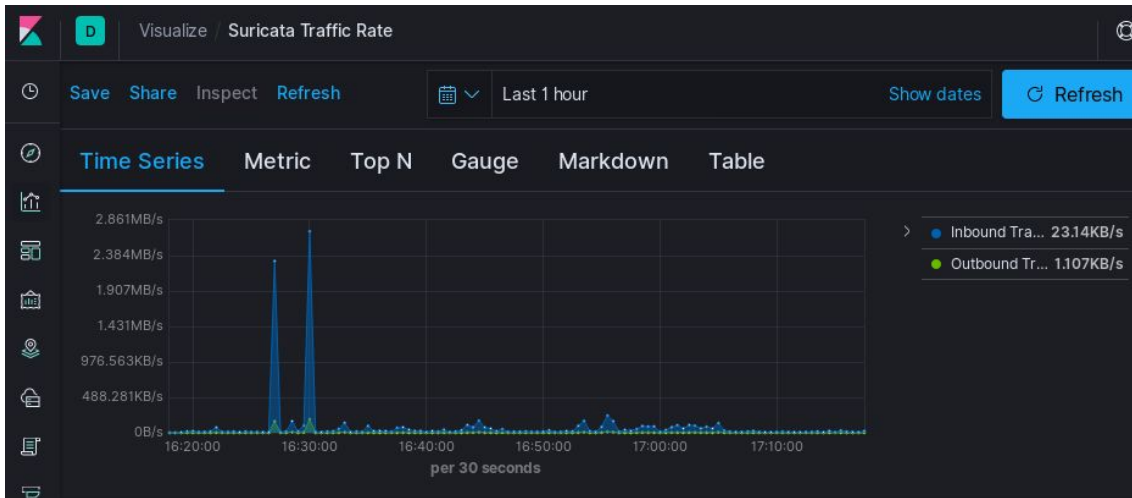 D Visualize / Suricata Traffic Rate
Save Share Inspect Refresh Last 1 hour Show dates Refresh
Time Series Metric Top N Gauge Markdown Table
2.861MB/s
2.384MB/s
1.907MB/s
1.431MB/s
976.563KB/s
488.281KB/s
0B/s
16:20:00 16:30:00 16:40:00 16:50:00 17:00:00 17:10:00
per 30 seconds
Inbound Tra... 23.14KB/s
Outbound Tr... 1.107KB/s